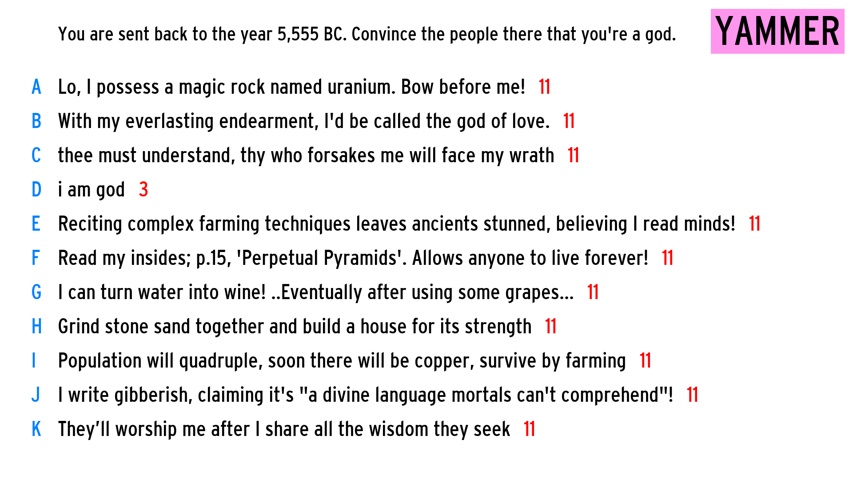 You are sent back to the year 5,555 BC. Convince the people there that you're a god.
YAMMER
A Lo, I possess a magic rock named uranium. Bow before me! 11
B With my everlasting endearment, I'd be called the god of love. 11
C thee must understand, thy who forsakes me will face my wrath 11
D i am god 3
E Reciting complex farming techniques leaves ancients stunned, believing I read minds! 11
F Read my insides; p.15, 'Perpetual Pyramids'. Allows anyone to live forever! 11
G I can turn water into wine! ..Eventually after using some grapes... 11
H Grind stone sand together and build a house for its strength 11
I Population will quadruple, soon there will be copper, survive by farming 11
J I write gibberish, claiming it's "a divine language mortals can't comprehend"! 11
K They’ll worship me after I share all the wisdom they seek 11